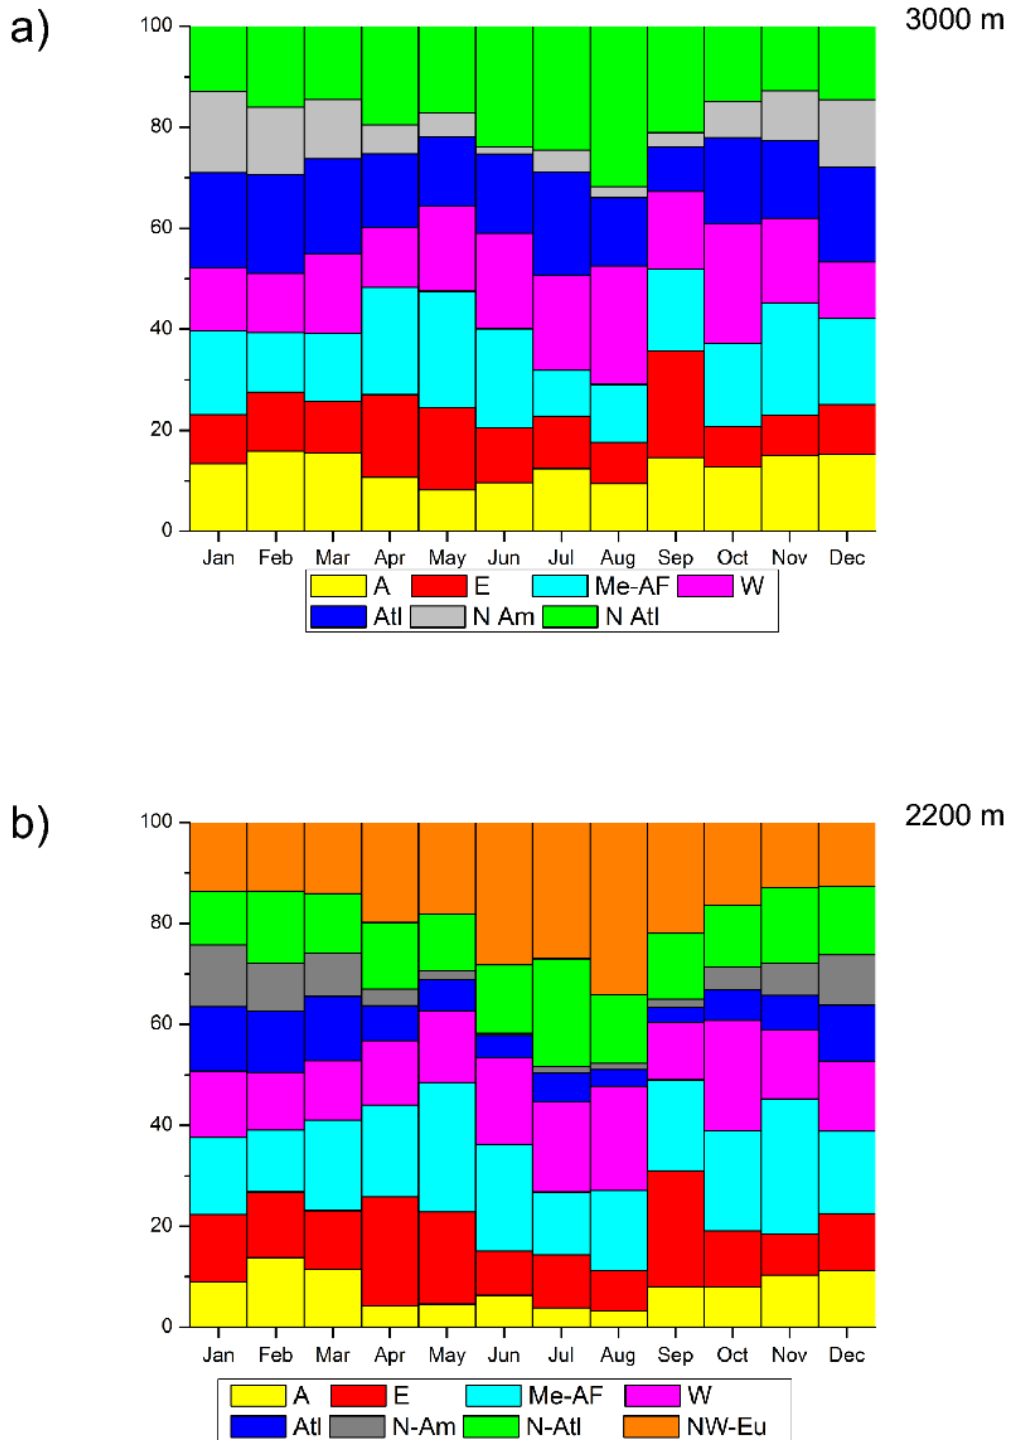 a)
3000 m
100
80
60
40
20
0
Jan Feb Mar Apr May Jun Jul Aug Sep Oct Nov Dec
A E Me-AF W
Atl N Am N Atl
b)
2200 m
100
80
60
40
20
0
Jan Feb Mar Apr May Jun Jul Aug Sep Oct Nov Dec
A E Me-AF W
Atl N-Am N-Atl NW-Eu